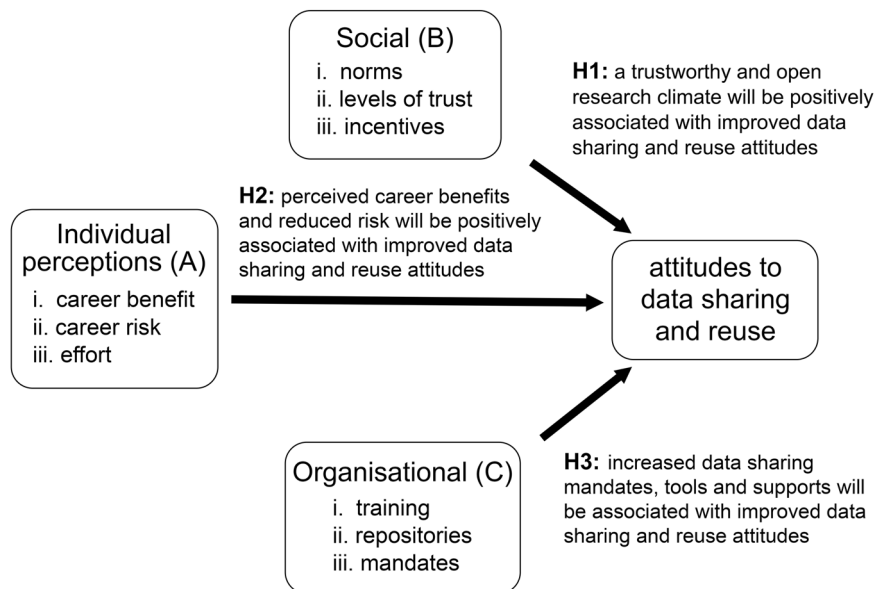 Social (B)
i. norms
ii. levels of trust
iii. incentives
H1: a trustworthy and open
research climate will be positively
associated with improved data
sharing and reuse attitudes
H2: perceived career benefits
and reduced risk will be positively
associated with improved data
sharing and reuse attitudes
Individual
perceptions (A)
i. career benefit
ii. career risk
iii. effort
attitudes to
data sharing
and reuse
Organisational (C)
i. training
ii. repositories
iii. mandates
H3: increased data sharing
mandates, tools and supports will
be associated with improved data
sharing and reuse attitudes